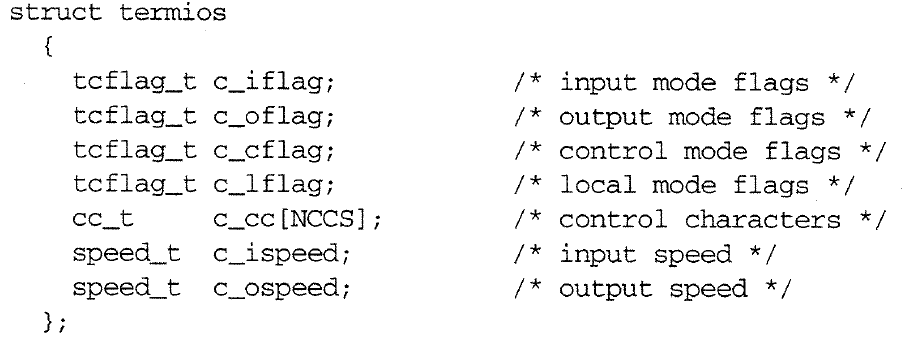 struct termios
  {
    tcflag_t c_iflag;            /* input mode flags */
    tcflag_t c_oflag;            /* output mode flags */
    tcflag_t c_cflag;            /* control mode flags */
    tcflag_t c_lflag;            /* local mode flags */
    cc_t     c_cc[NCCS];         /* control characters */
    speed_t  c_ispeed;           /* input speed */
    speed_t  c_ospeed;           /* output speed */
  };